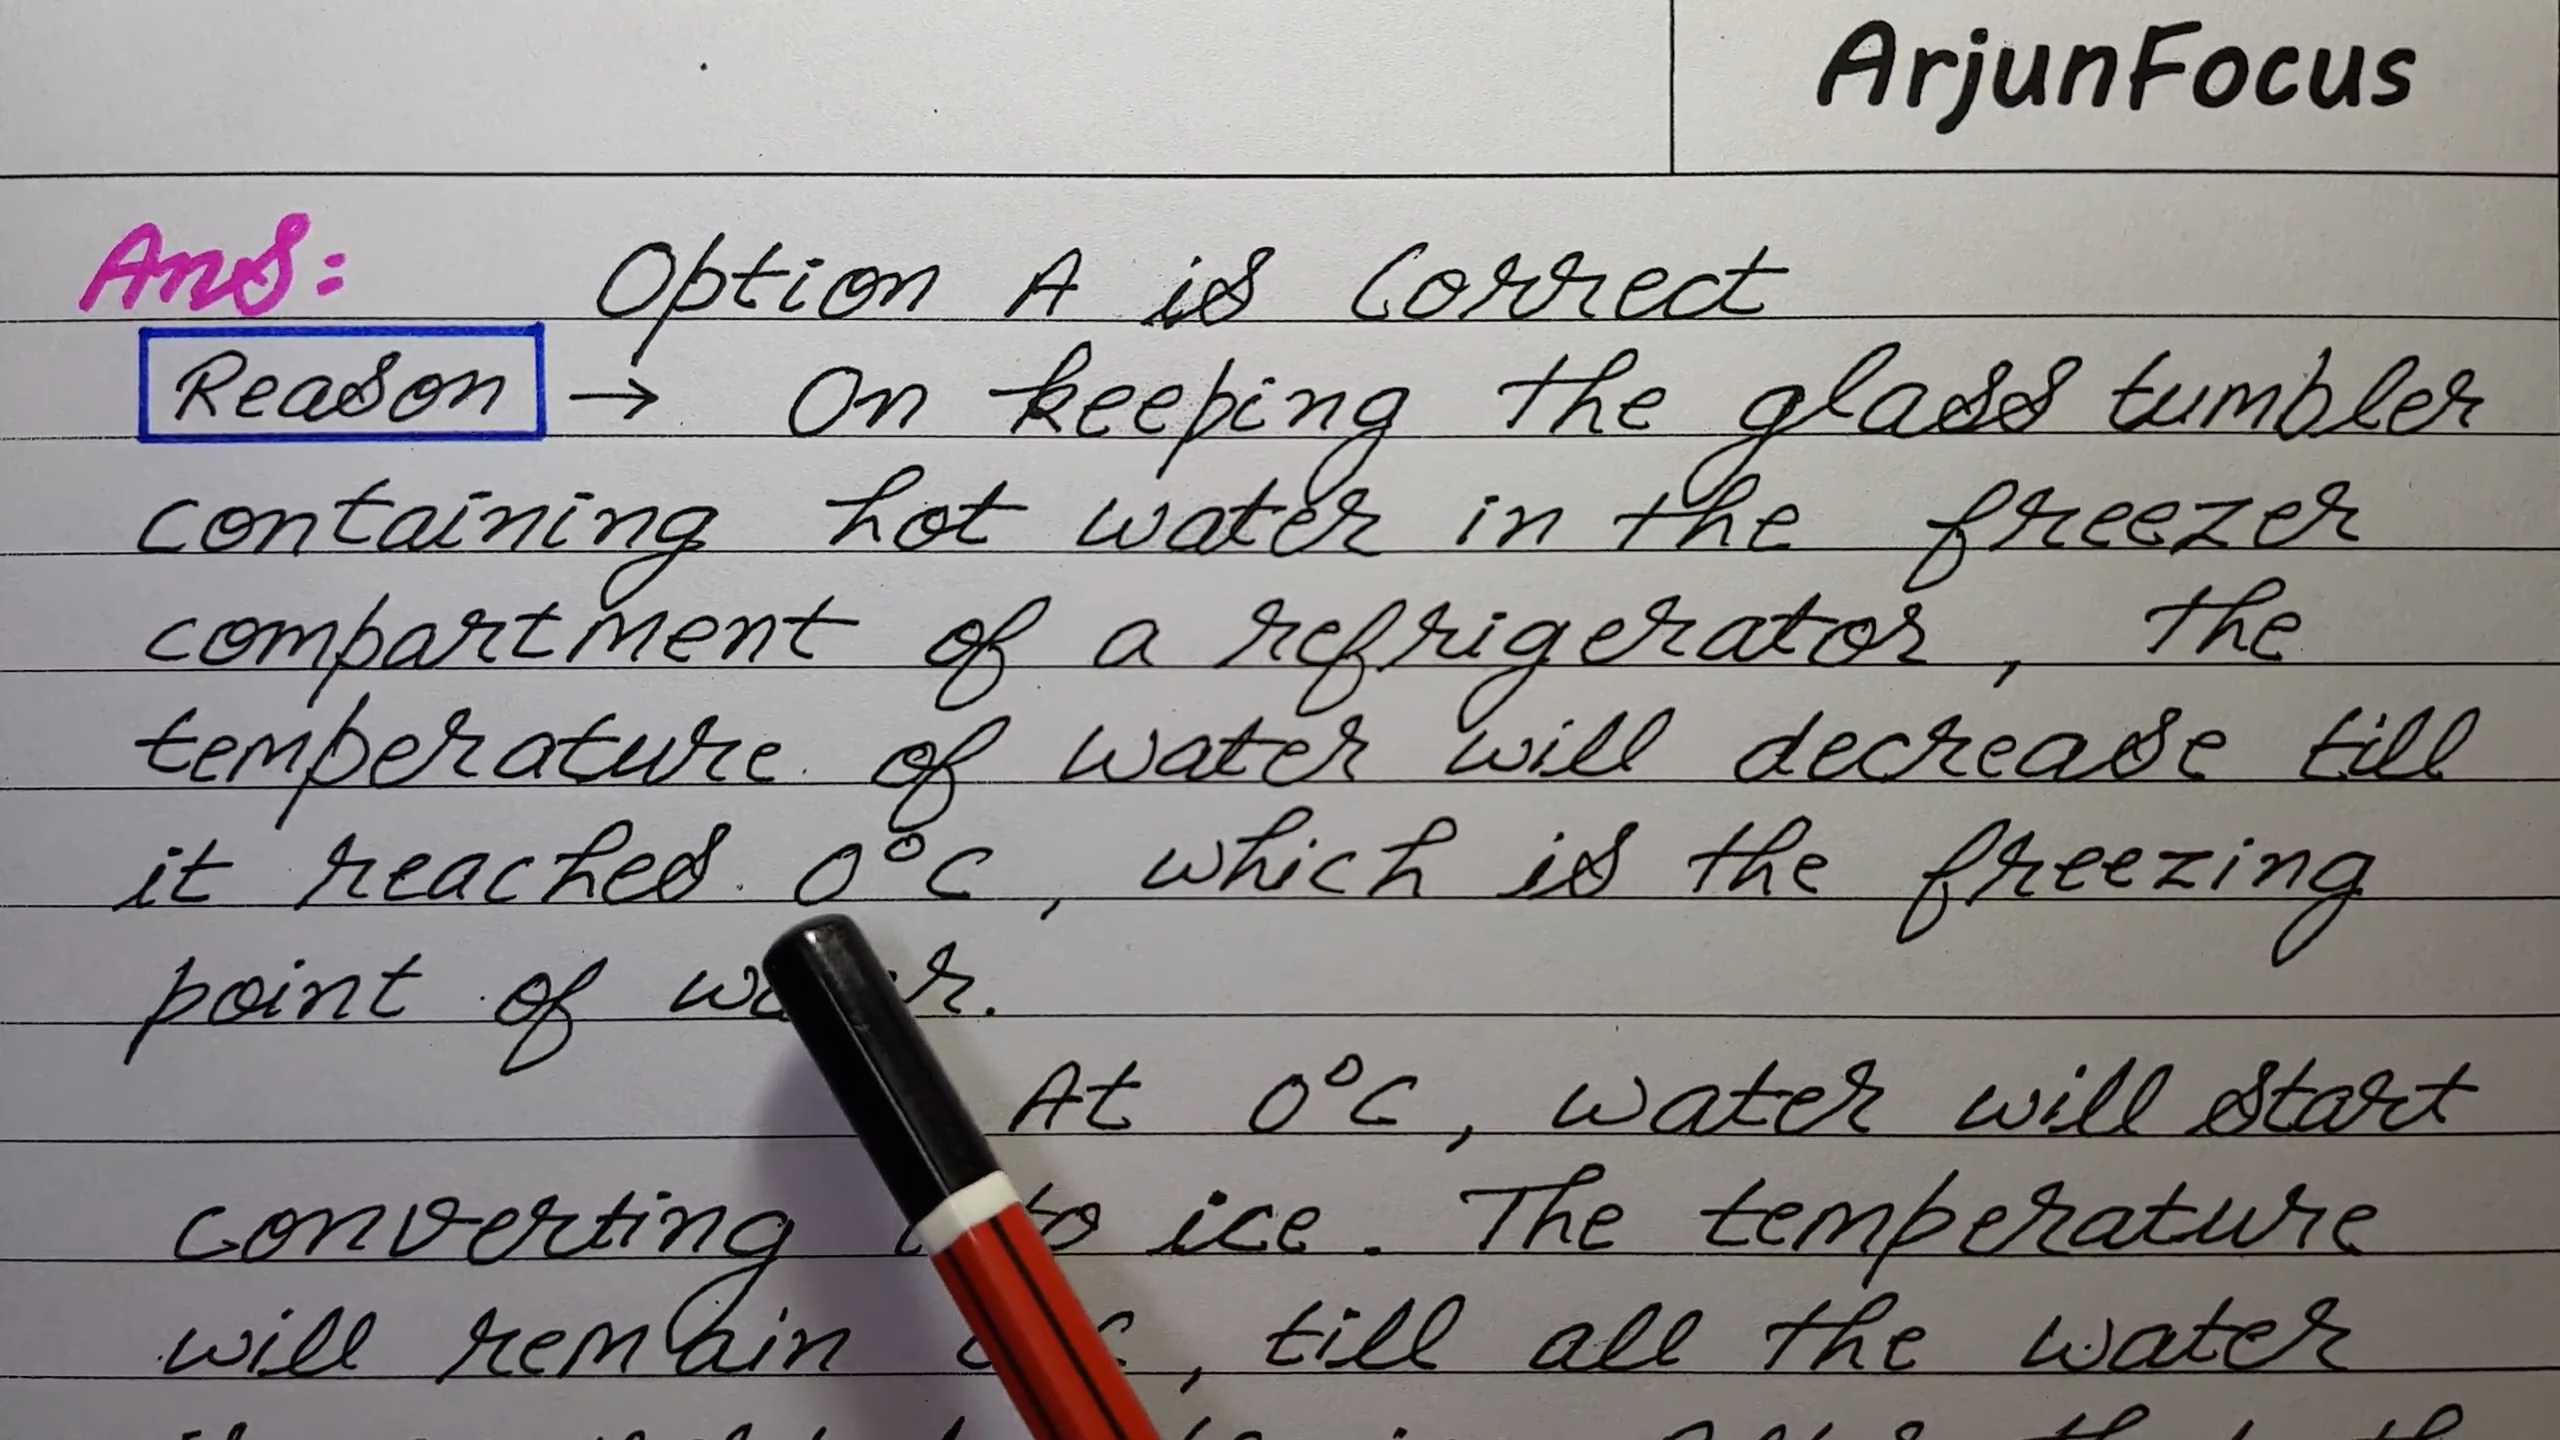 ArjunFocus
Ans: Option A is Correct
Reason → On keeping the glass tumbler
containing hot water in the freezer
compartment of a refrigerator, the
temperature of water will decrease till
it reached 0°C, which is the freezing
point of
At 0°C, water will start
converting ice. The temperature
will remain , till all the water